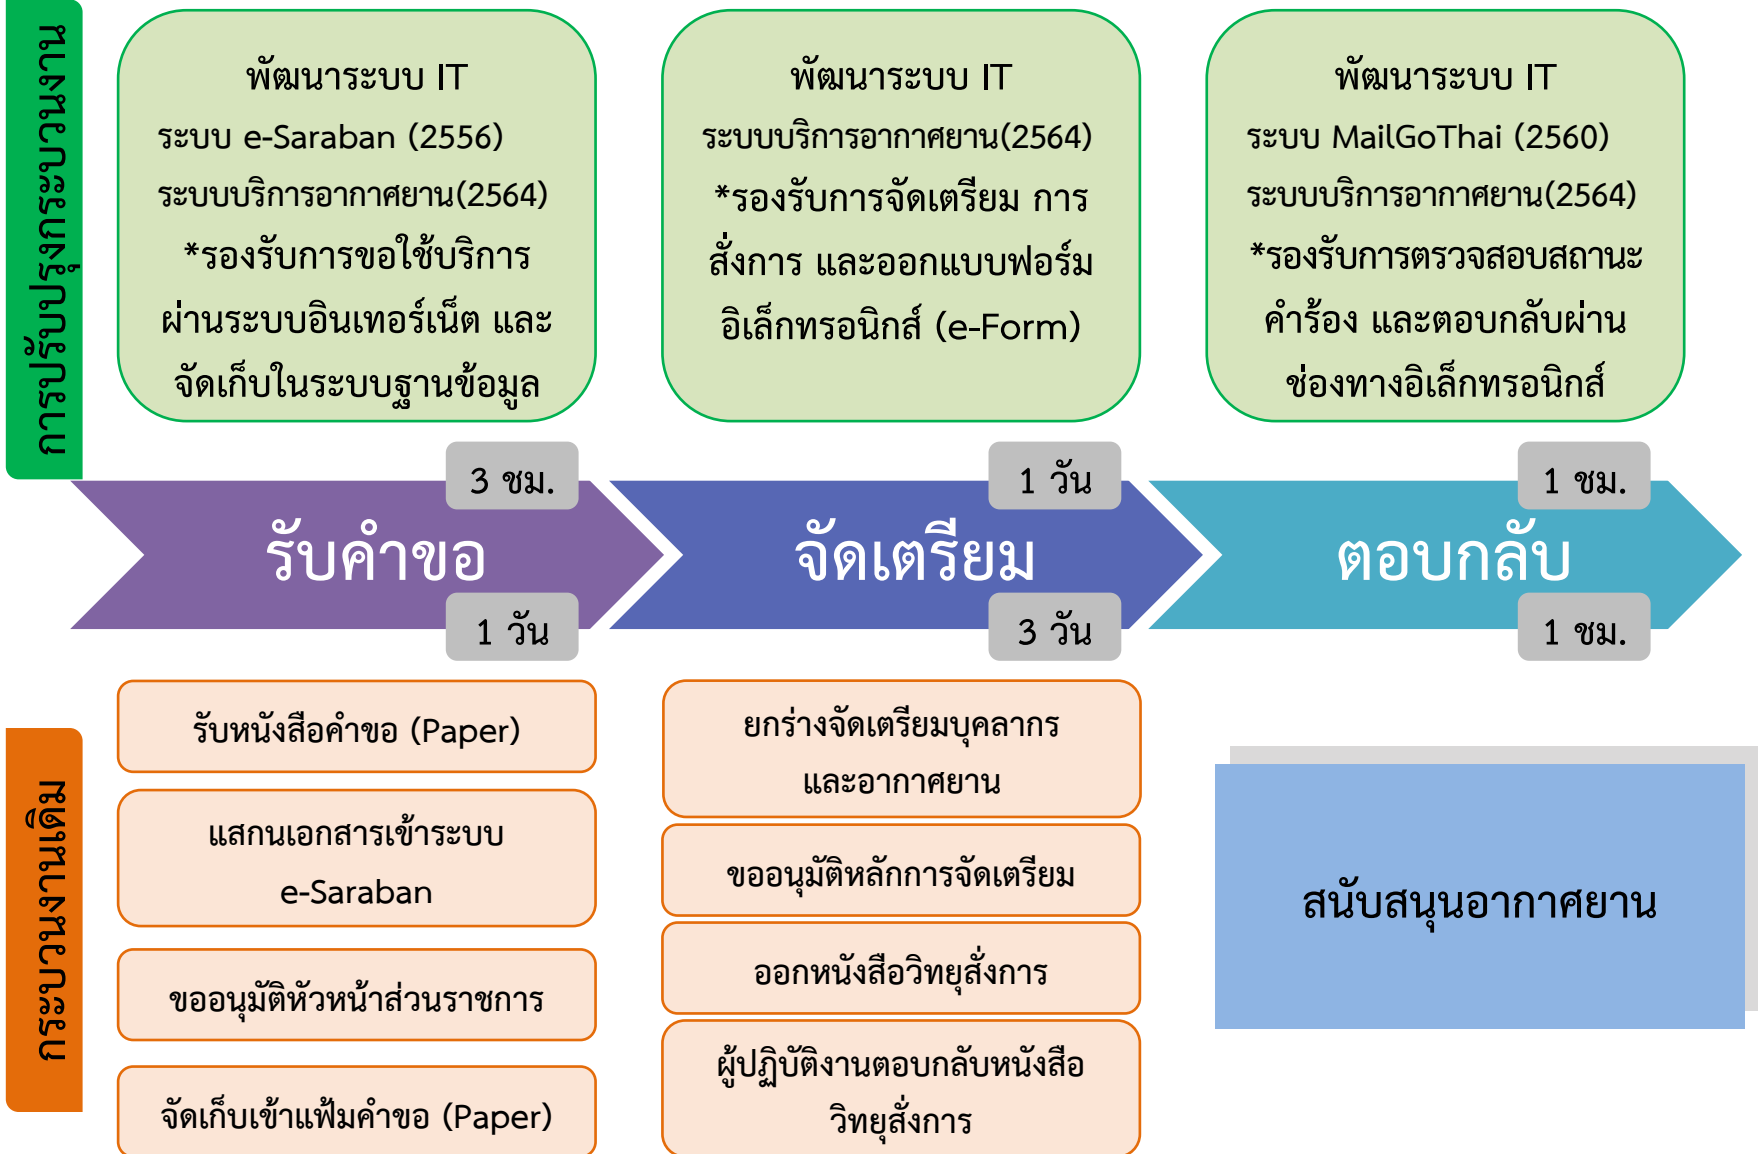 การปรับปรุงกระบวนงาน
พัฒนาระบบ IT
ระบบ e-Saraban (2556)
ระบบบริการอากาศยาน(2564)
*รองรับการขอใช้บริการ
ผ่านระบบอินเทอร์เน็ต และ
จัดเก็บในระบบฐานข้อมูล
พัฒนาระบบ IT
ระบบบริการอากาศยาน(2564)
*รองรับการจัดเตรียม การ
สั่งการ และออกแบบฟอร์ม
อิเล็กทรอนิกส์ (e-Form)
พัฒนาระบบ IT
ระบบ MailGoThai (2560)
ระบบบริการอากาศยาน(2564)
*รองรับการตรวจสอบสถานะ
คำร้อง และตอบกลับผ่าน
ช่องทางอิเล็กทรอนิกส์
3 ชม.
1 วัน
1 ชม.
รับคำขอ
จัดเตรียม
ตอบกลับ
1 วัน
3 วัน
1 ชม.
กระบวนงานเดิม
รับหนังสือคำขอ (Paper)
แสกนเอกสารเข้าระบบ
e-Saraban
ขออนุมัติหัวหน้าส่วนราชการ
จัดเก็บเข้าแฟ้มคำขอ (Paper)
ยกร่างจัดเตรียมบุคลากร
และอากาศยาน
ขออนุมัติหลักการจัดเตรียม
ออกหนังสือวิทยุสั่งการ
ผู้ปฏิบัติงานตอบกลับหนังสือ
วิทยุสั่งการ
สนับสนุนอากาศยาน